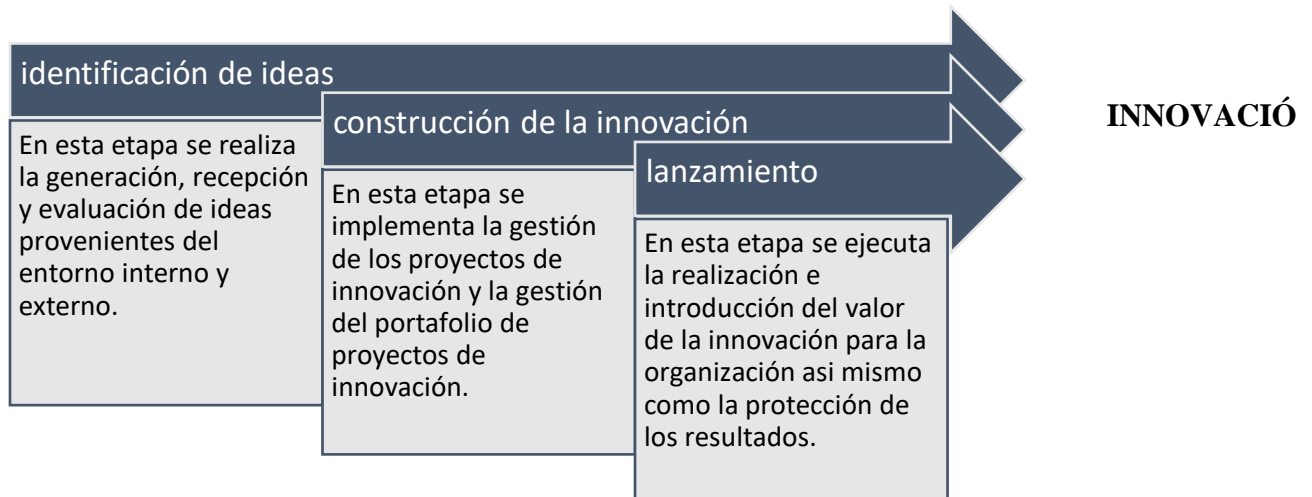 identificación de ideas
En esta etapa se realiza
la generación, recepción
y evaluación de ideas
provenientes del
entorno interno y
externo.
construcción de la innovación
En esta etapa se
implementa la gestión
de los proyectos de
innovación y la gestión
del portafolio de
proyectos de
innovación.
lanzamiento
En esta etapa se ejecuta
la realización e
introducción del valor
de la innovación para la
organización asi mismo
como la protección de
los resultados.
INNOVACIÓ